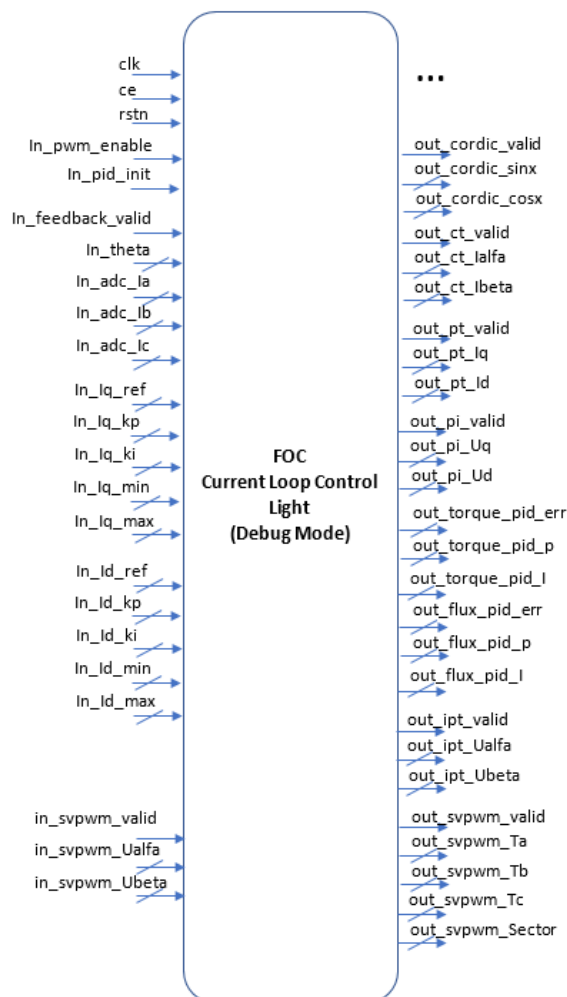 clk
ce
rstn
In_pwm_enable
In_pid_init
In_feedback_valid
In_theta
In_adc_Ia
In_adc_Ib
In_adc_Ic
In_Iq_ref
In_Iq_kp
In_Iq_ki
In_Iq_min
In_Iq_max
In_Id_ref
In_Id_kp
In_Id_ki
In_Id_min
In_Id_max
in_svpwm_valid
in_svpwm_Ualfa
in_svpwm_Ubeta
FOC
Current Loop Control
Light
(Debug Mode)
...
out_cordic_valid
out_cordic_sinx
out_cordic_cosx
out_ct_valid
out_ct_Ialfa
out_ct_Ibeta
out_pt_valid
out_pt_Iq
out_pt_Id
out_pi_valid
out_pi_Uq
out_pi_Ud
out_torque_pid_err
out_torque_pid_p
out_torque_pid_I
out_flux_pid_err
out_flux_pid_p
out_flux_pid_I
out_ipt_valid
out_ipt_Ualfa
out_ipt_Ubeta
out_svpwm_valid
out_svpwm_Ta
out_svpwm_Tb
out_svpwm_Tc
out_svpwm_Sector